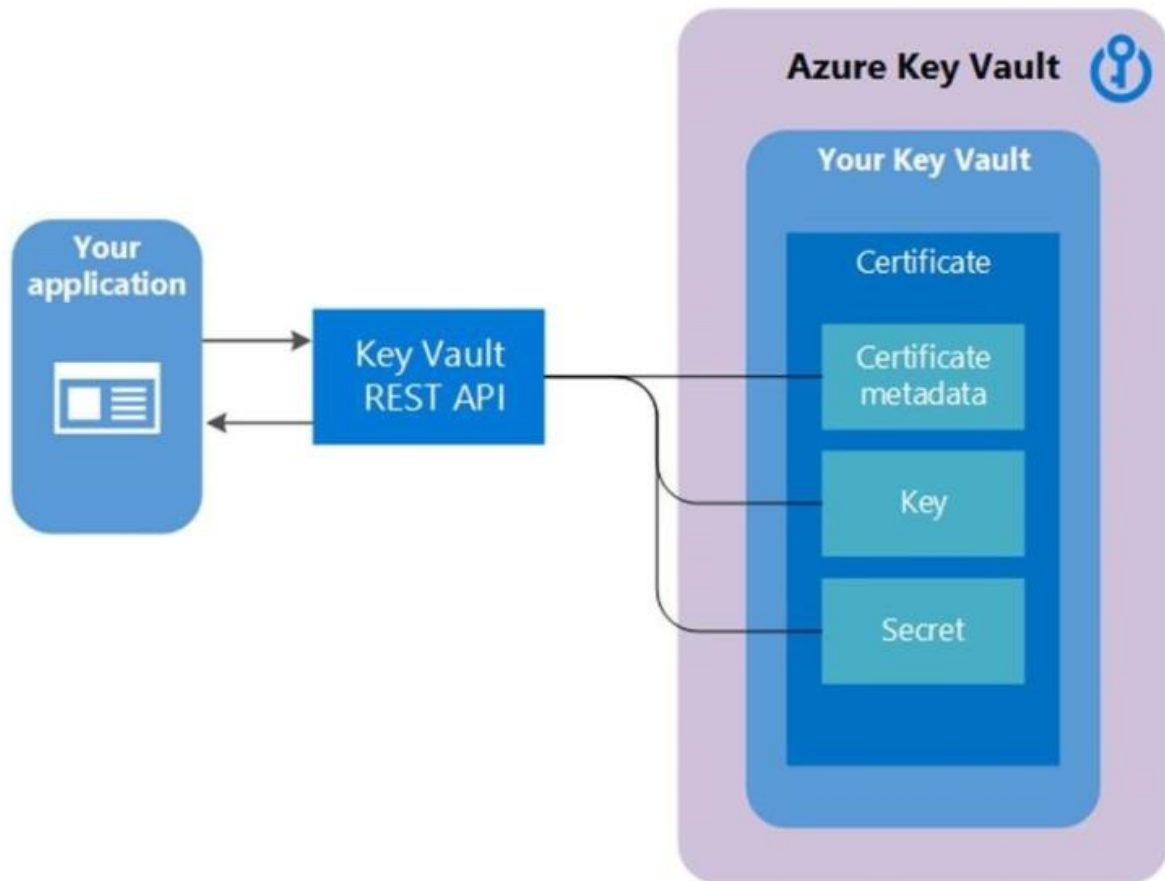 Azure Key Vault
Your Key Vault
Your
application
Key Vault
REST API
Certificate
Certificate
metadata
Key
Secret